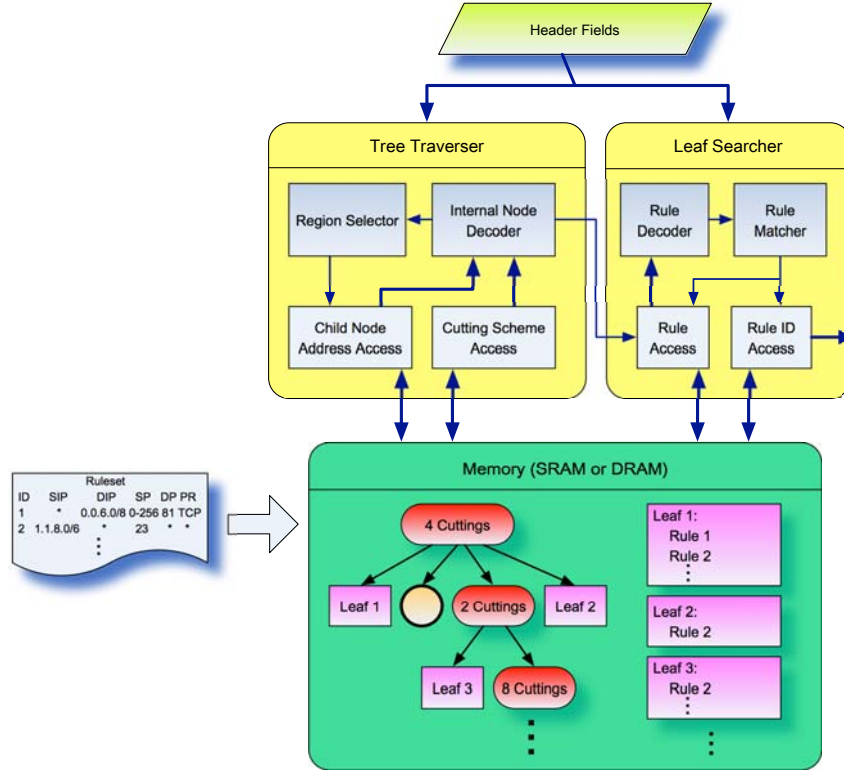 Header Fields
Tree Traverser
Leaf Searcher
Region Selector
Internal Node
Decoder
Rule
Decoder
Rule
Matcher
Child Node
Address Access
Cutting Scheme
Access
Rule
Access
Rule ID
Access
Ruleset
ID SIP DIP SP DP PR
1 * 0.0.6.0/8 0-256 81 TCP
2 1.1.8.0/6 * 23 * *
Memory (SRAM or DRAM)
4 Cuttings
Leaf 1
2 Cuttings
Leaf 2
Leaf 3
8 Cuttings
Leaf 1:
Rule 1
Rule 2
Leaf 2:
Rule 2
Leaf 3:
Rule 2